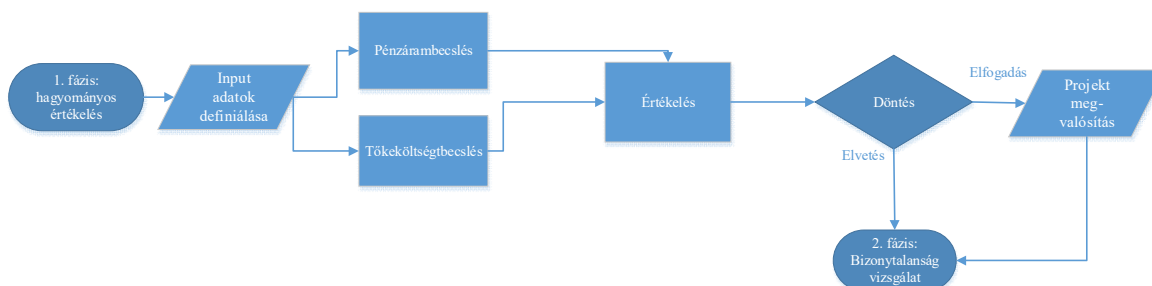 1. fázis:
hagyományos
értékelés
Input
adatok
definiálása
Pénzárambecslés
Tőkeköltségtbecslés
Értékelés
Döntés
Elfogadás
Elvetés
Projekt
meg-
valósítás
2. fázis:
Bizonytalanság
vizsgálat